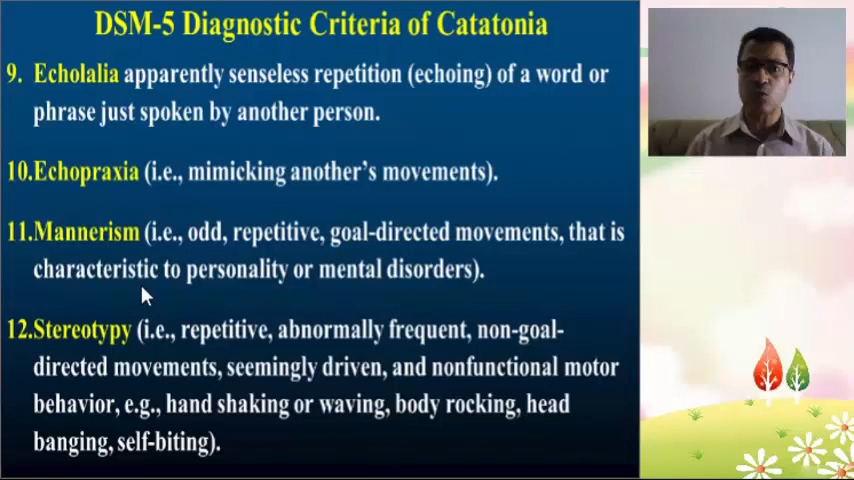 DSM-5 Diagnostic Criteria of Catatonia
9. Echolalia apparently senseless repetition (echoing) of a word or
phrase just spoken by another person.
10.Echopraxia (i.e., mimicking another's movements).
11.Mannerism (i.e., odd, repetitive, goal-directed movements, that is
characteristic to personality or mental disorders).
12.Stereotypy (i.e., repetitive, abnormally frequent, non-goal-
directed movements, seemingly driven, and nonfunctional motor
behavior, e.g., hand shaking or waving, body rocking, head
banging, self-biting).